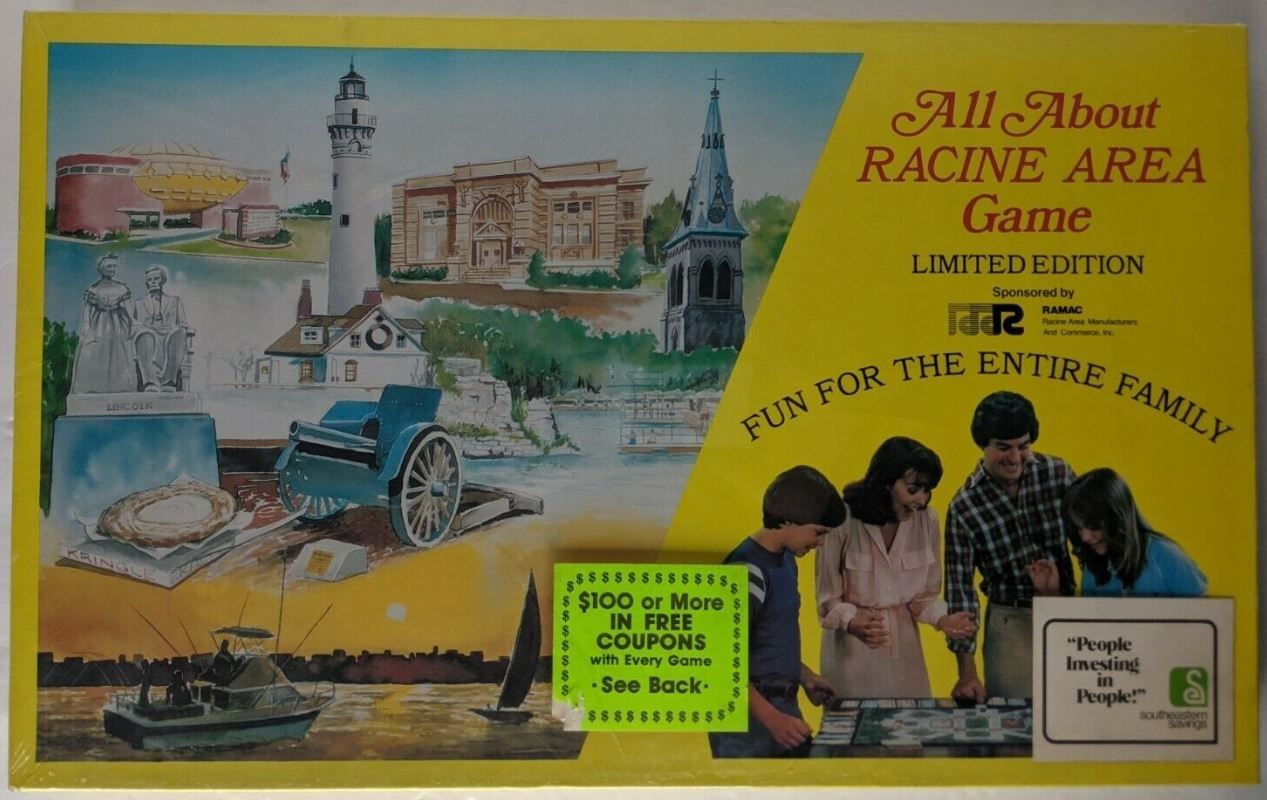 All About
RACINE AREA
Game
LIMITED EDITION
Sponsored by
RAMAC
Racine Area Manufacturers
And Commerce, Inc.
FUN FOR THE ENTIRE FAMILY
LINCOLN
KRINGLE
$100 or More
IN FREE
COUPONS
with Every Game
·See Back·
“People
Investing
in
People!”
southeastern
savings